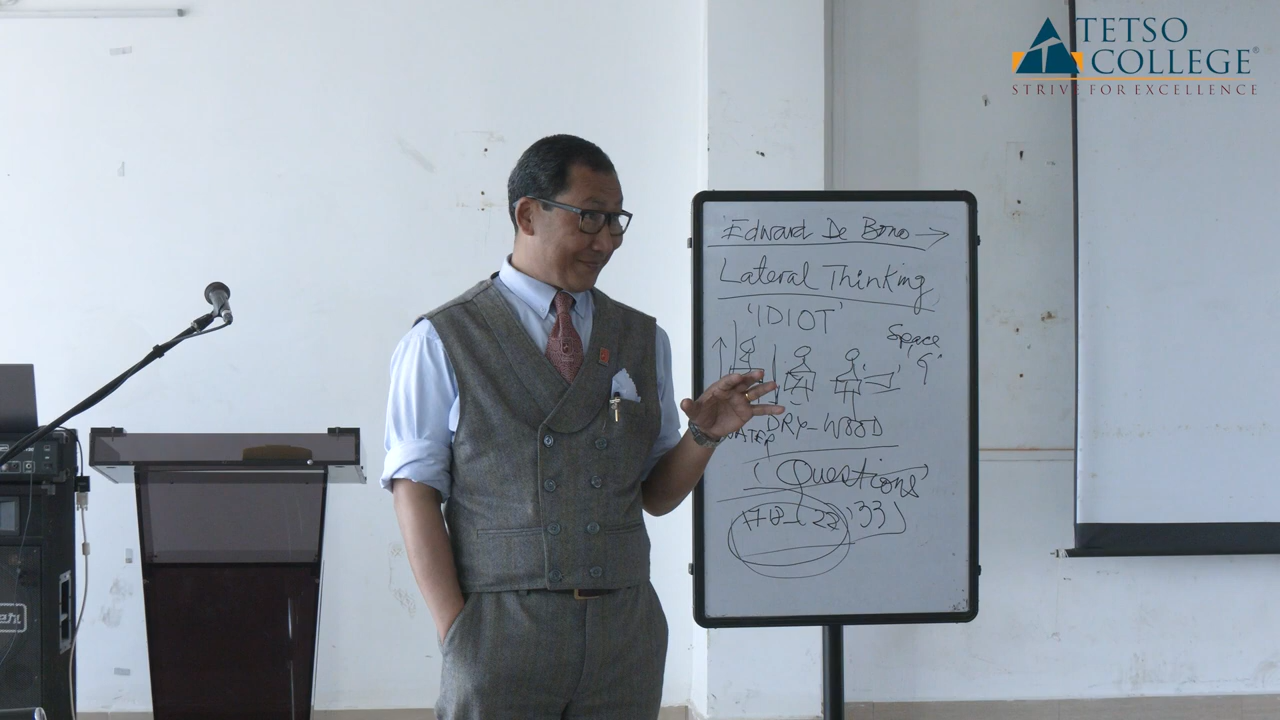 TETSO
COLLEGE®
STRIVE FOR EXCELLENCE
Edward De Bono →
Lateral Thinking
'IDIOT'
Space
DRY-WOOD
'Questions'